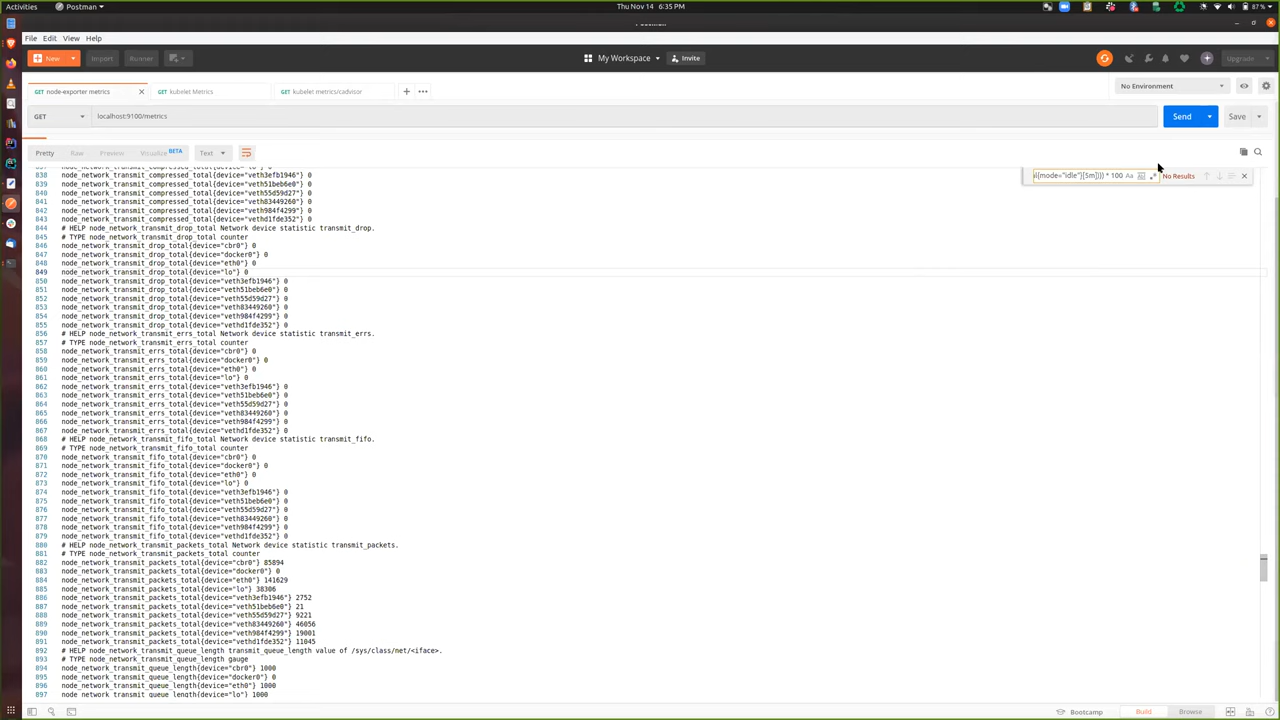 Activities Postman Thu Nov 14 6:35 PM 87 %
File Edit View Help
New Import Runner My Workspace Invite Upgrade
GET node-exporter metrics GET kubelet Metrics GET kubelet metrics/cadvisor No Environment
GET localhost:9100/metrics Send Save
Pretty Raw Preview Visualize BETA Text
il{mode="idle"}[5m]))) * 100 Aa No Results
838 node_network_transmit_compressed_total{device="veth3efb1946"} 0
839 node_network_transmit_compressed_total{device="veth51beb6e0"} 0
840 node_network_transmit_compressed_total{device="veth55d59d27"} 0
841 node_network_transmit_compressed_total{device="veth83449260"} 0
842 node_network_transmit_compressed_total{device="veth984f4299"} 0
843 node_network_transmit_compressed_total{device="vethd1fde352"} 0
844 # HELP node_network_transmit_drop_total Network device statistic transmit_drop.
845 # TYPE node_network_transmit_drop_total counter
846 node_network_transmit_drop_total{device="cbr0"} 0
847 node_network_transmit_drop_total{device="docker0"} 0
848 node_network_transmit_drop_total{device="eth0"} 0
849 node_network_transmit_drop_total{device="lo"} 0
850 node_network_transmit_drop_total{device="veth3efb1946"} 0
851 node_network_transmit_drop_total{device="veth51beb6e0"} 0
852 node_network_transmit_drop_total{device="veth55d59d27"} 0
853 node_network_transmit_drop_total{device="veth83449260"} 0
854 node_network_transmit_drop_total{device="veth984f4299"} 0
855 node_network_transmit_drop_total{device="vethd1fde352"} 0
856 # HELP node_network_transmit_errs_total Network device statistic transmit_errs.
857 # TYPE node_network_transmit_errs_total counter
858 node_network_transmit_errs_total{device="cbr0"} 0
859 node_network_transmit_errs_total{device="docker0"} 0
860 node_network_transmit_errs_total{device="eth0"} 0
861 node_network_transmit_errs_total{device="lo"} 0
862 node_network_transmit_errs_total{device="veth3efb1946"} 0
863 node_network_transmit_errs_total{device="veth51beb6e0"} 0
864 node_network_transmit_errs_total{device="veth55d59d27"} 0
865 node_network_transmit_errs_total{device="veth83449260"} 0
866 node_network_transmit_errs_total{device="veth984f4299"} 0
867 node_network_transmit_errs_total{device="vethd1fde352"} 0
868 # HELP node_network_transmit_fifo_total Network device statistic transmit_fifo.
869 # TYPE node_network_transmit_fifo_total counter
870 node_network_transmit_fifo_total{device="cbr0"} 0
871 node_network_transmit_fifo_total{device="docker0"} 0
872 node_network_transmit_fifo_total{device="eth0"} 0
873 node_network_transmit_fifo_total{device="lo"} 0
874 node_network_transmit_fifo_total{device="veth3efb1946"} 0
875 node_network_transmit_fifo_total{device="veth51beb6e0"} 0
876 node_network_transmit_fifo_total{device="veth55d59d27"} 0
877 node_network_transmit_fifo_total{device="veth83449260"} 0
878 node_network_transmit_fifo_total{device="veth984f4299"} 0
879 node_network_transmit_fifo_total{device="vethd1fde352"} 0
880 # HELP node_network_transmit_packets_total Network device statistic transmit_packets.
881 # TYPE node_network_transmit_packets_total counter
882 node_network_transmit_packets_total{device="cbr0"} 85894
883 node_network_transmit_packets_total{device="docker0"} 0
884 node_network_transmit_packets_total{device="eth0"} 141629
885 node_network_transmit_packets_total{device="lo"} 38306
886 node_network_transmit_packets_total{device="veth3efb1946"} 2752
887 node_network_transmit_packets_total{device="veth51beb6e0"} 21
888 node_network_transmit_packets_total{device="veth55d59d27"} 9221
889 node_network_transmit_packets_total{device="veth83449260"} 46056
890 node_network_transmit_packets_total{device="veth984f4299"} 19001
891 node_network_transmit_packets_total{device="vethd1fde352"} 11045
892 # HELP node_network_transmit_queue_length transmit_queue_length value of /sys/class/net/<iface>.
893 # TYPE node_network_transmit_queue_length gauge
894 node_network_transmit_queue_length{device="cbr0"} 1000
895 node_network_transmit_queue_length{device="docker0"} 0
896 node_network_transmit_queue_length{device="eth0"} 1000
897 node_network_transmit_queue_length{device="lo"} 1000
Bootcamp Build Browse